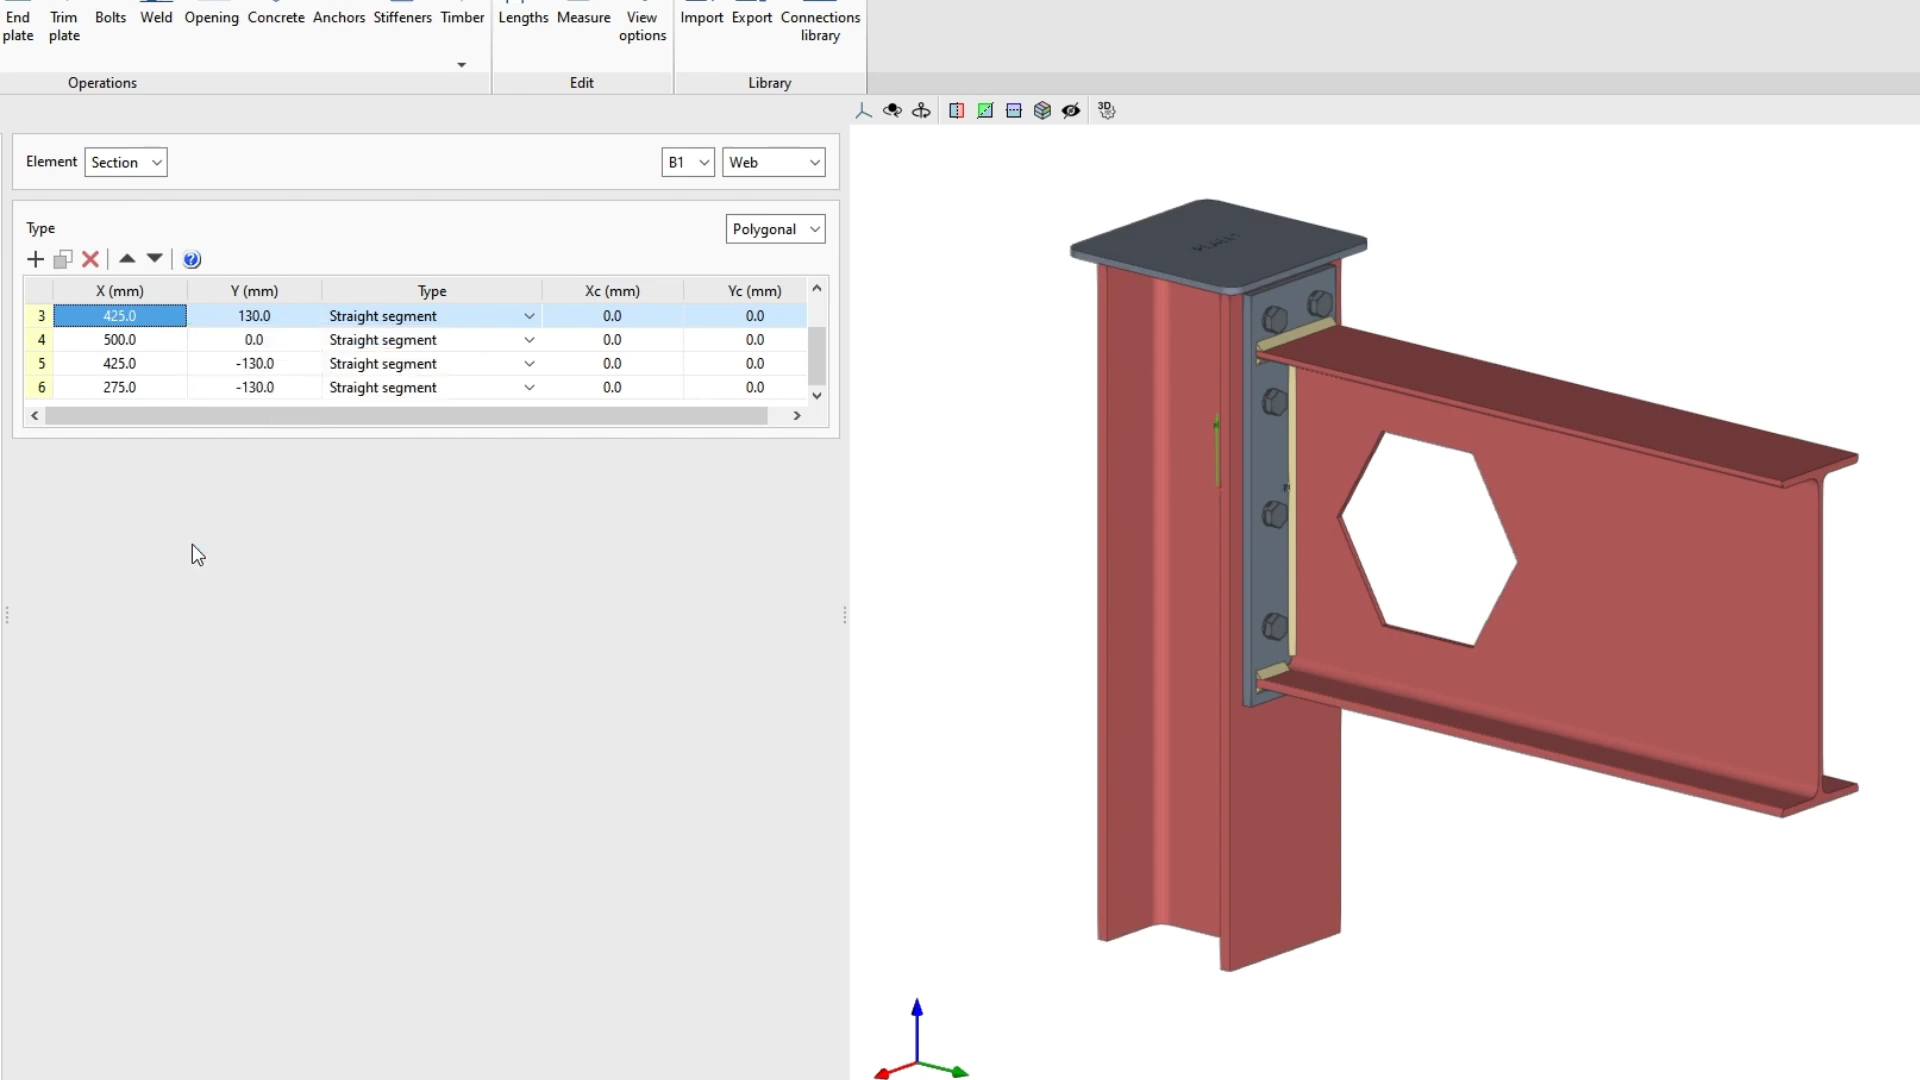 End plate
Trim plate
Bolts
Weld
Opening
Concrete
Anchors
Stiffeners
Timber
Lengths
Measure
View options
Import
Export
Connections library
Operations
Edit
Library
Element
Section
B1
Web
Type
Polygonal
X (mm) Y (mm) Type Xc (mm) Yc (mm)
3 425.0 130.0 Straight segment 0.0 0.0
4 500.0 0.0 Straight segment 0.0 0.0
5 425.0 -130.0 Straight segment 0.0 0.0
6 275.0 -130.0 Straight segment 0.0 0.0
3D